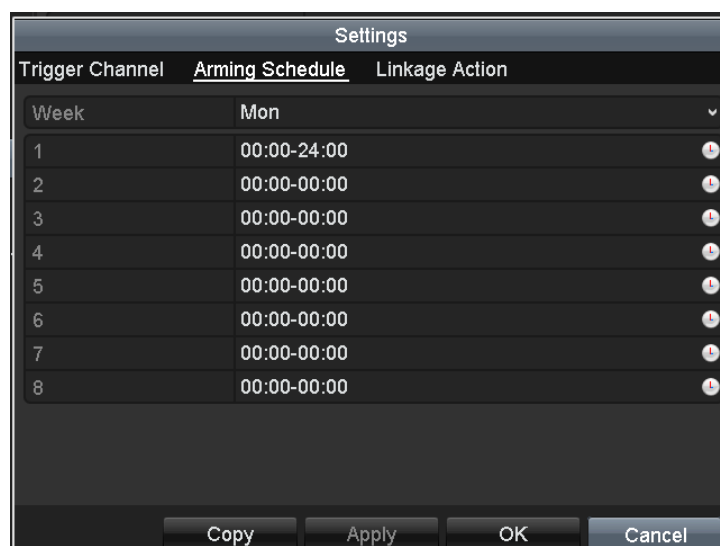 Settings
Trigger Channel Arming Schedule Linkage Action
Week Mon
1 00:00-24:00
2 00:00-00:00
3 00:00-00:00
4 00:00-00:00
5 00:00-00:00
6 00:00-00:00
7 00:00-00:00
8 00:00-00:00
Copy Apply OK Cancel